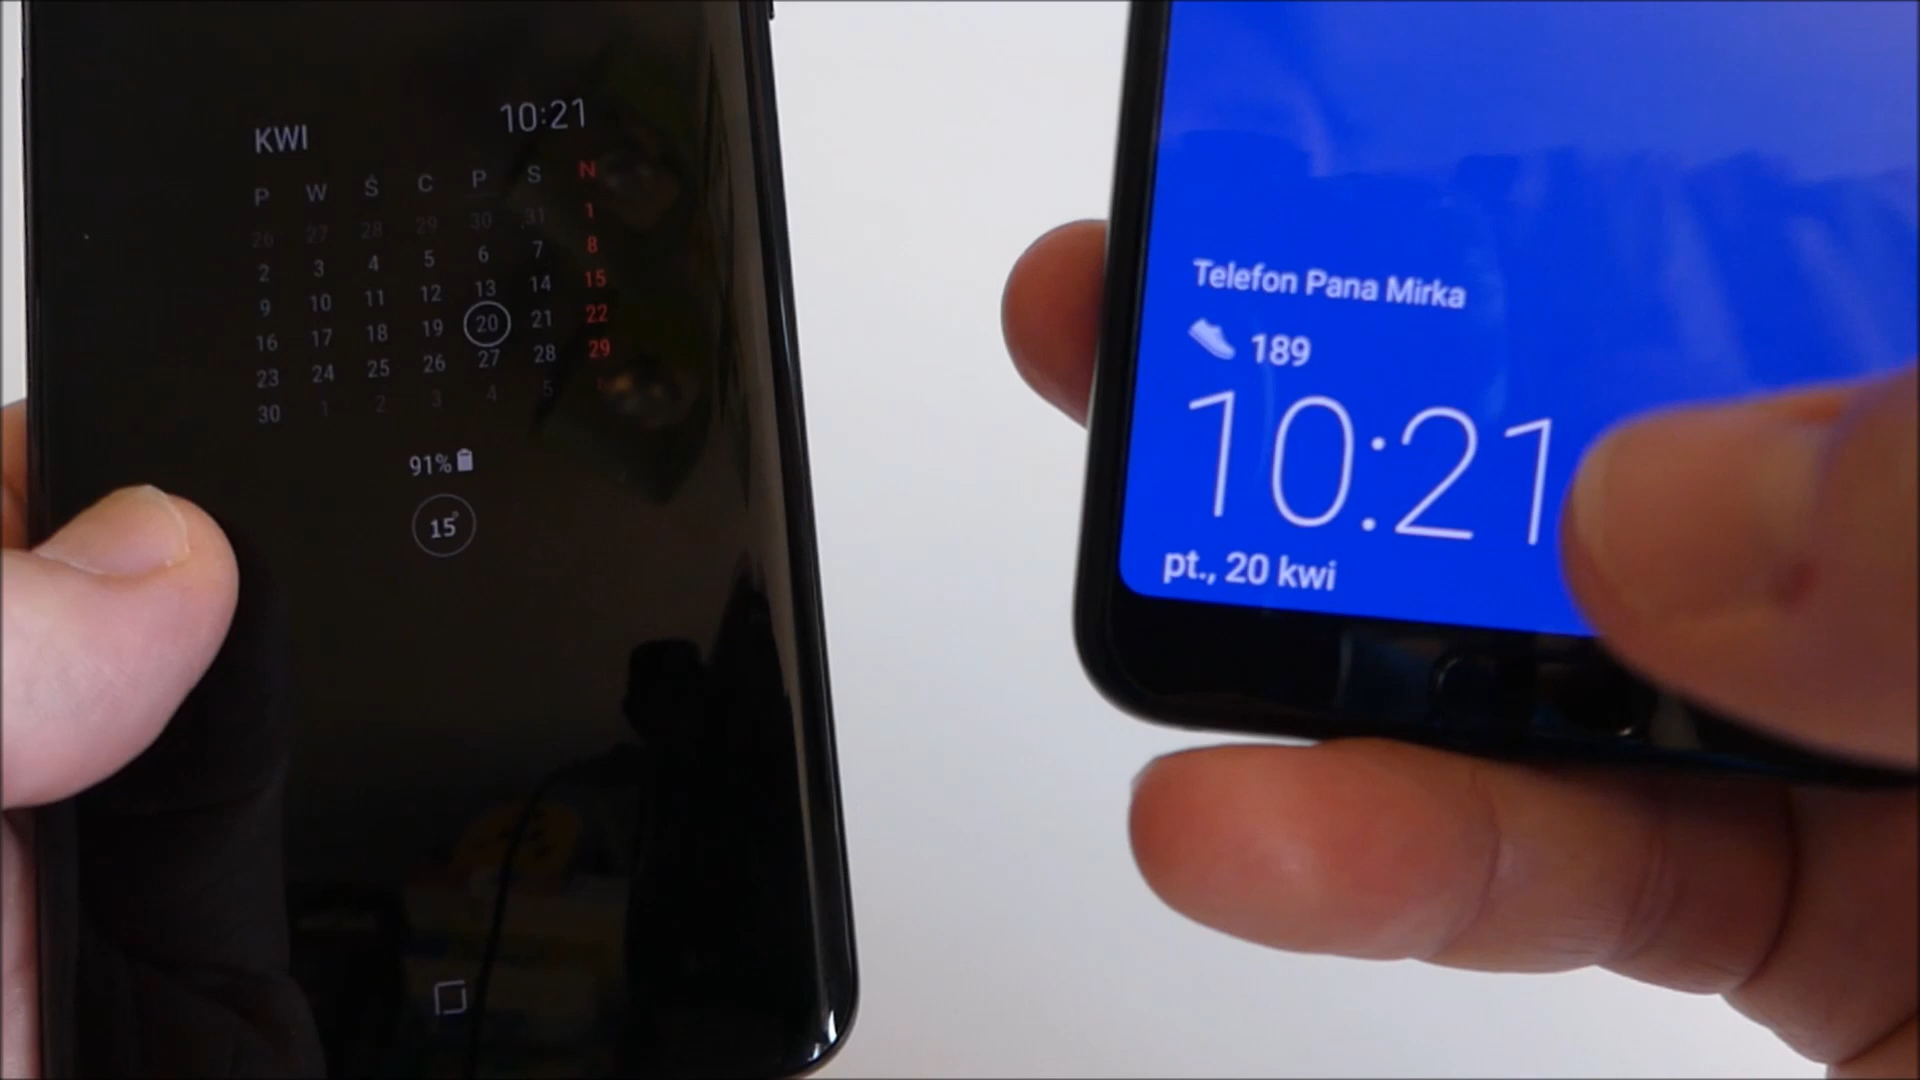 KWI 10:21
P W Ś C P S N
26 27 28 29 30 31 1
2 3 4 5 6 7 8
9 10 11 12 13 14 15
16 17 18 19 20 21 22
23 24 25 26 27 28 29
30 1 2 3 4 5 6
91%
15°
Telefon Pana Mirka
189
10:21
pt., 20 kwi